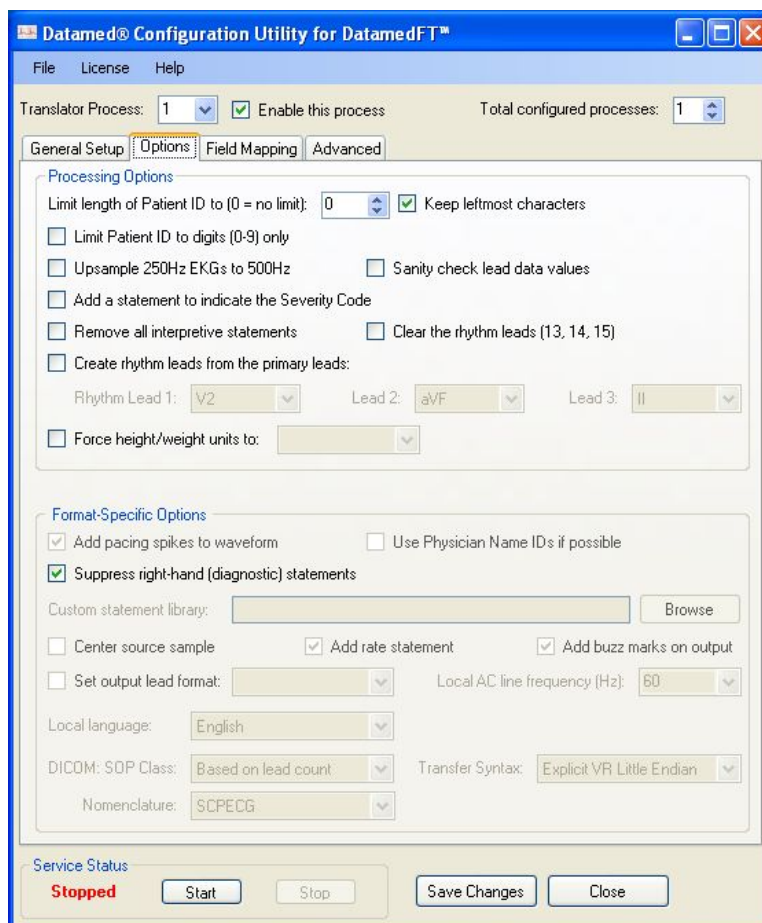 Datamed® Configuration Utility for DatamedFT™
File License Help
Translator Process: 1 Enable this process Total configured processes: 1
General Setup Options Field Mapping Advanced
Processing Options
Limit length of Patient ID to (0 = no limit): 0 Keep leftmost characters
Limit Patient ID to digits (0-9) only
Upsample 250Hz EKGs to 500Hz Sanity check lead data values
Add a statement to indicate the Severity Code
Remove all interpretive statements Clear the rhythm leads (13, 14, 15)
Create rhythm leads from the primary leads:
Rhythm Lead 1: V2 Lead 2: aVF Lead 3: II
Force height/weight units to:
Format-Specific Options
Add pacing spikes to waveform Use Physician Name IDs if possible
Suppress right-hand (diagnostic) statements
Custom statement library: Browse
Center source sample Add rate statement Add buzz marks on output
Set output lead format: Local AC line frequency (Hz): 60
Local language: English
DICOM: SOP Class: Based on lead count Transfer Syntax: Explicit VR Little Endian
Nomenclature: SCPECG
Service Status
Stopped Start Stop Save Changes Close